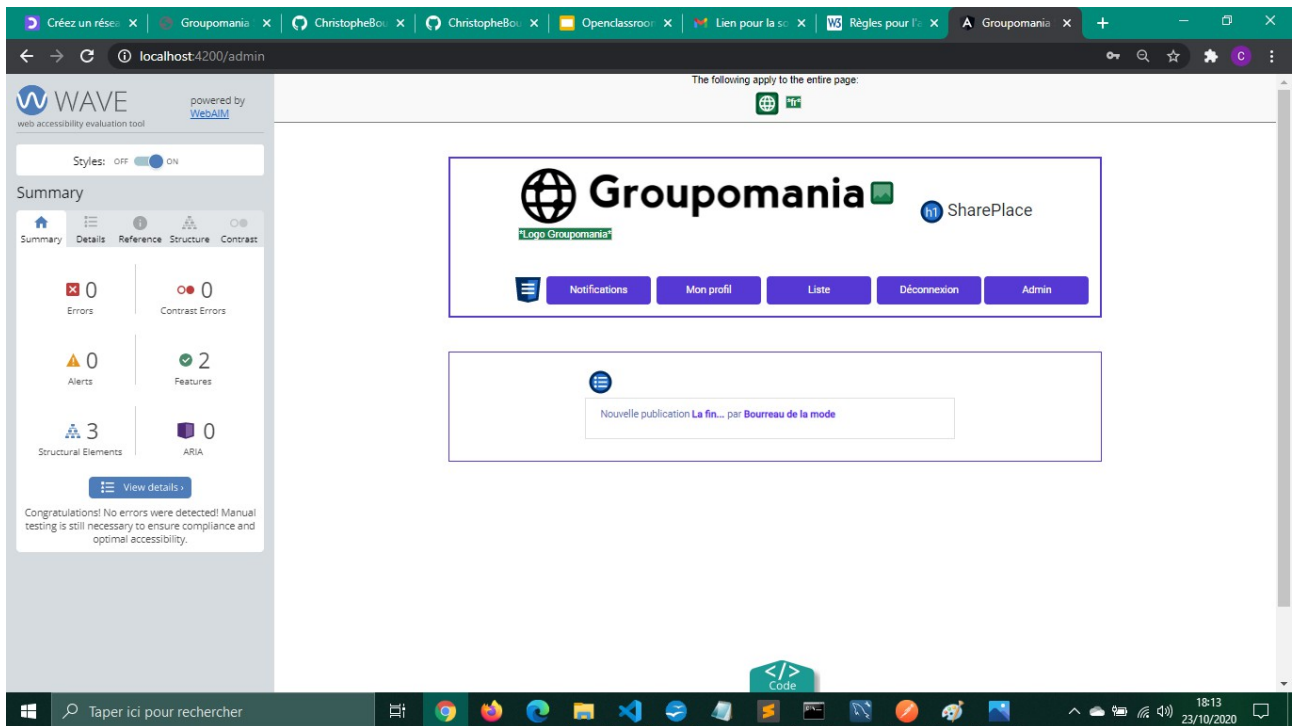 Créez un résea
Groupomania
ChristopheBou
ChristopheBou
Openclassroom
Lien pour la so
Règles pour l'a
Groupomania
localhost:4200/admin
WAVE
web accessibility evaluation tool
powered by
WebAIM
Styles: OFF ON
Summary
Summary Details Reference Structure Contrast
0
Errors
0
Contrast Errors
0
Alerts
2
Features
3
Structural Elements
0
ARIA
View details ›
Congratulations! No errors were detected! Manual
testing is still necessary to ensure compliance and
optimal accessibility.
The following apply to the entire page:
*fr*
Groupomania
*Logo Groupomania*
h1 SharePlace
Notifications
Mon profil
Liste
Déconnexion
Admin
Nouvelle publication La fin... par Bourreau de la mode
</>
Code
Taper ici pour rechercher
18:13
23/10/2020